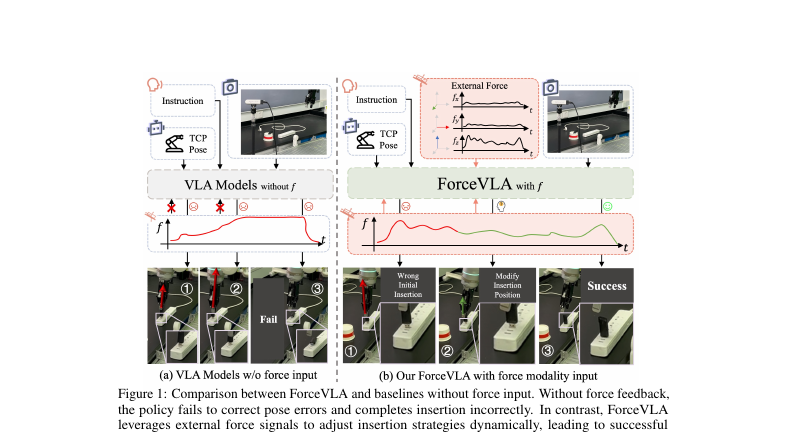 Instruction
TCP
Pose
VLA Models without f
f
t
①
②
③
Fail
(a) VLA Models w/o force input
Instruction
TCP
Pose
External Force
fx
t
fy
t
fz
t
ForceVLA with f
f
t
Wrong
Initial
Insertion
①
Modify
Insertion
Position
②
Success
③
(b) Our ForceVLA with force modality input
Figure 1: Comparison between ForceVLA and baselines without force input. Without force feedback,
the policy fails to correct pose errors and completes insertion incorrectly. In contrast, ForceVLA
leverages external force signals to adjust insertion strategies dynamically, leading to successful